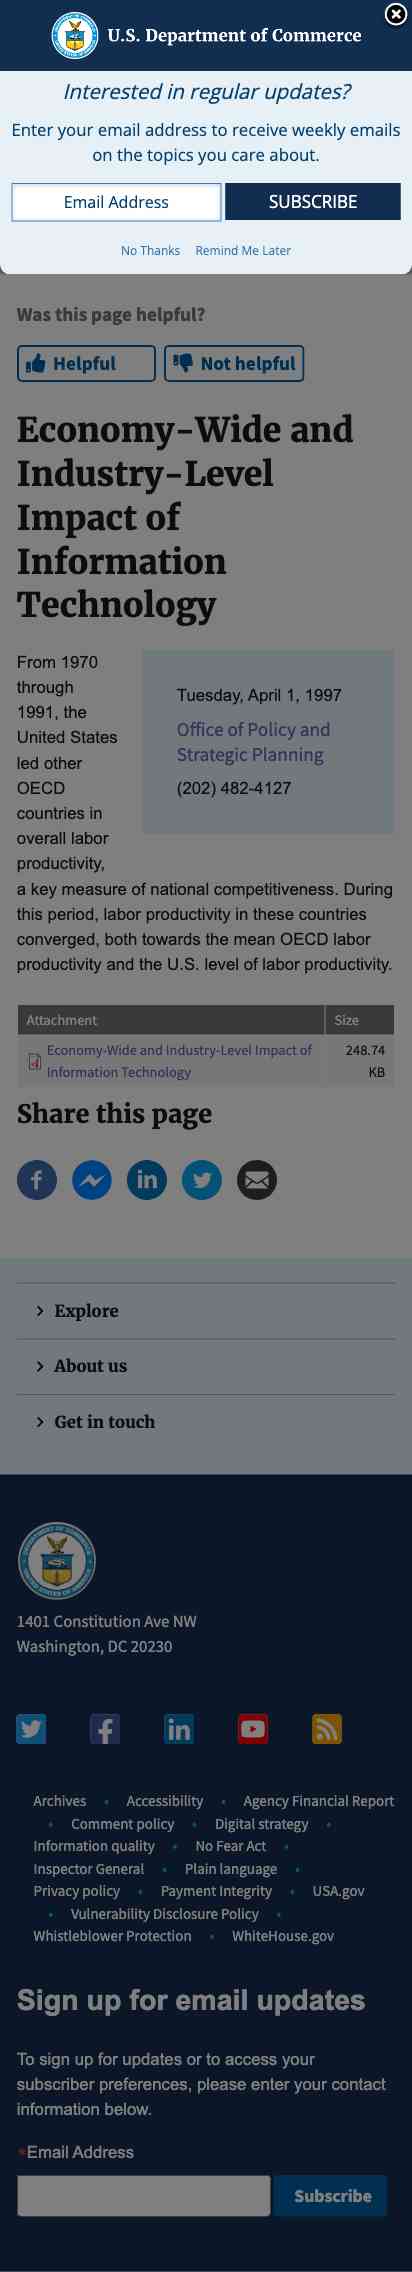 U.S. Department of Commerce
Interested in regular updates?
Enter your email address to receive weekly emails
on the topics you care about.
Email Address
SUBSCRIBE
No Thanks Remind Me Later
Was this page helpful?
Helpful
Not helpful
Economy-Wide and
Industry-Level
Impact of
Information
Technology
From 1970
through
1991, the
United States
led other
OECD
countries in
overall labor
productivity,
Tuesday, April 1, 1997
Office of Policy and
Strategic Planning
(202) 482-4127
a key measure of national competitiveness. During
this period, labor productivity in these countries
converged, both towards the mean OECD labor
productivity and the U.S. level of labor productivity.
Attachment Size
Economy-Wide and Industry-Level Impact of
Information Technology
248.74
KB
Share this page
Explore
About us
Get in touch
1401 Constitution Ave NW
Washington, DC 20230
Archives • Accessibility • Agency Financial Report
• Comment policy • Digital strategy •
Information quality • No Fear Act •
Inspector General • Plain language •
Privacy policy • Payment Integrity • USA.gov
• Vulnerability Disclosure Policy •
Whistleblower Protection • WhiteHouse.gov
Sign up for email updates
To sign up for updates or to access your
subscriber preferences, please enter your contact
information below.
*Email Address
Subscribe